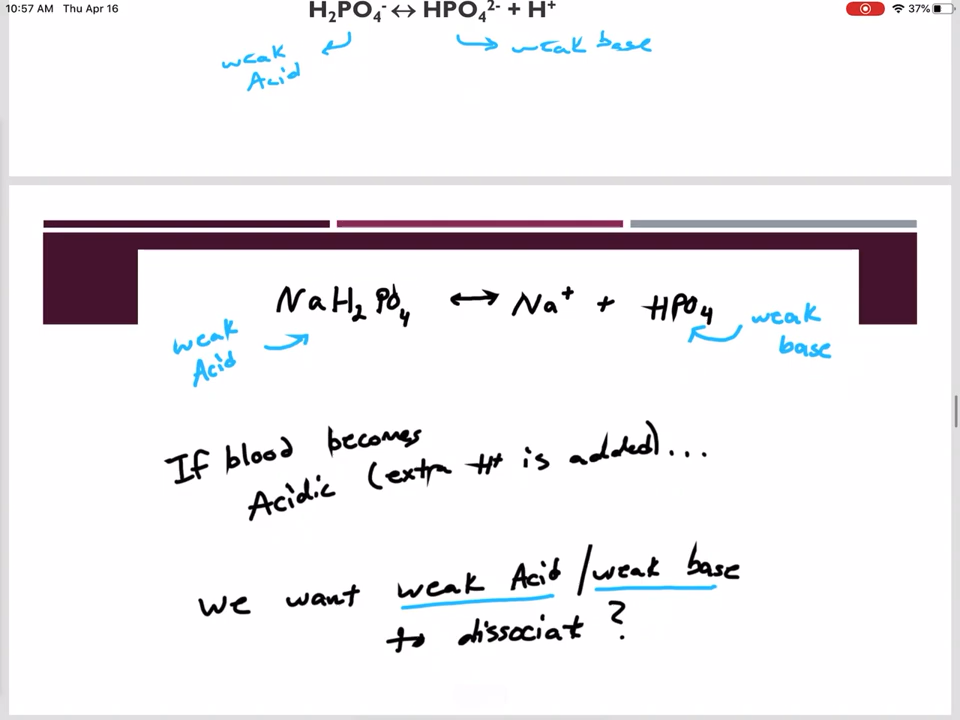 10:57 AM Thu Apr 16
37%
H₂PO₄⁻ ↔ HPO₄²⁻ + H⁺
weak
Acid
weak base
NaH₂PO₄ ↔ Na⁺ + HPO₄
weak
Acid
weak
base
If blood becomes
Acidic (extra H⁺ is added)...
We want weak Acid / weak base
to dissociat ?